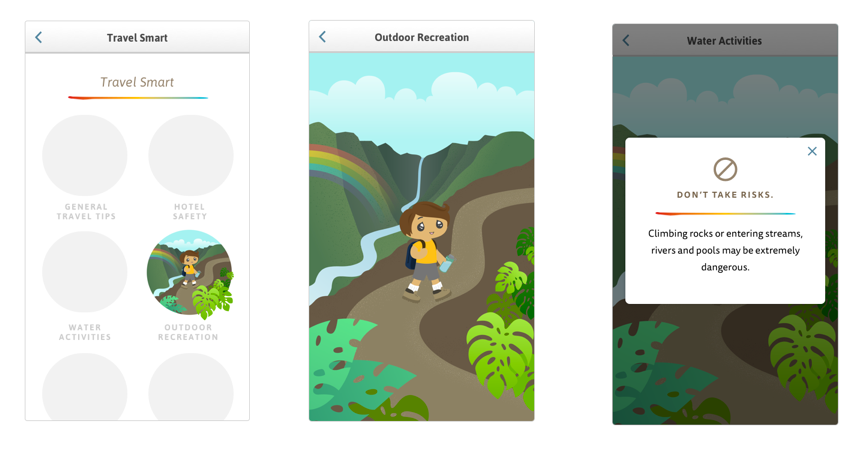 Travel Smart
Travel Smart
GENERAL
TRAVEL TIPS
HOTEL
SAFETY
WATER
ACTIVITIES
OUTDOOR
RECREATION
Outdoor Recreation
Water Activities
DON'T TAKE RISKS.
Climbing rocks or entering streams,
rivers and pools may be extremely
dangerous.